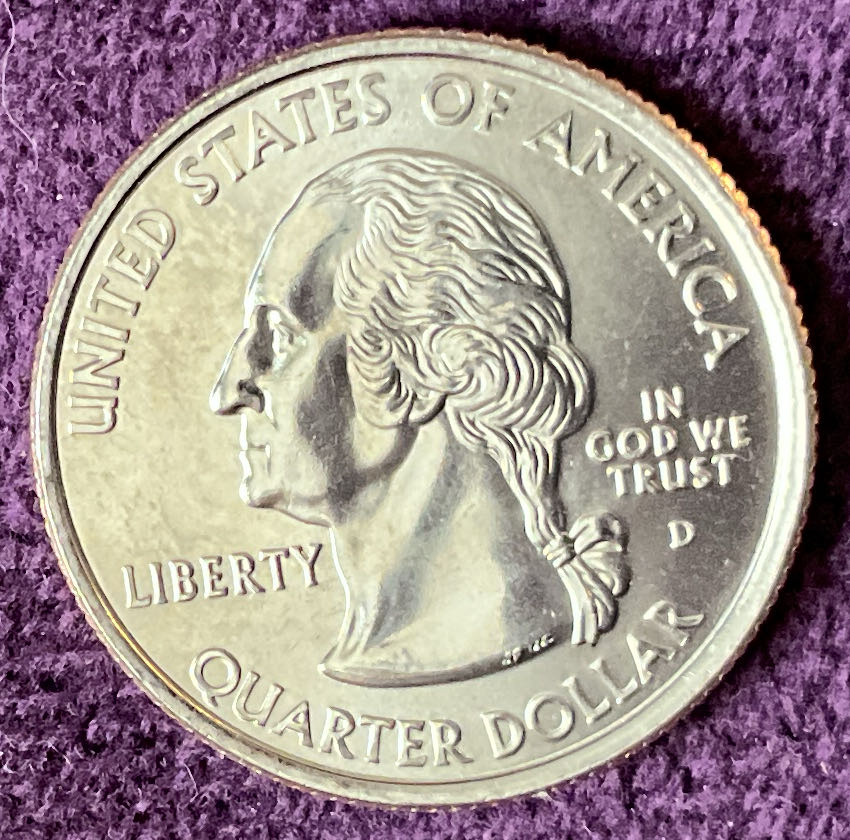 UNITED STATES OF AMERICA
IN
GOD WE
TRUST
D
LIBERTY
QUARTER DOLLAR